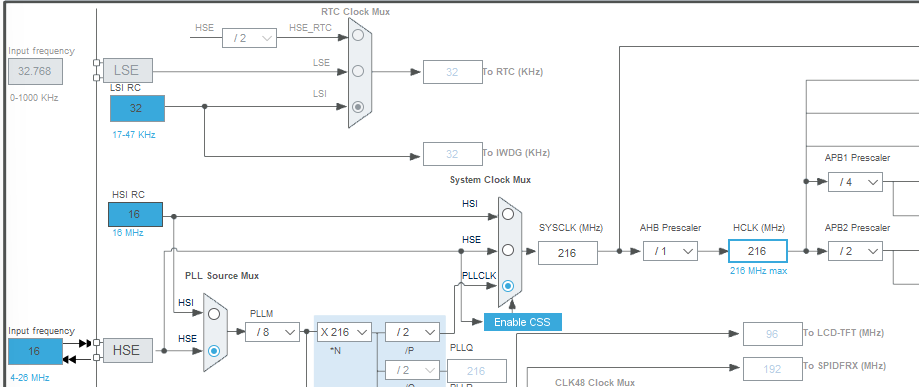 RTC Clock Mux
HSE
/ 2
HSE_RTC
Input frequency
32.768
0-1000 KHz
LSE
LSE
32
To RTC (KHz)
LSI RC
32
17-47 KHz
LSI
32
To IWDG (KHz)
System Clock Mux
HSI RC
16
16 MHz
HSI
HSE
PLLCLK
Enable CSS
SYSCLK (MHz)
216
AHB Prescaler
/ 1
HCLK (MHz)
216
216 MHz max
APB1 Prescaler
/ 4
APB2 Prescaler
/ 2
PLL Source Mux
HSI
HSE
PLLM
/ 8
X 216
*N
/ 2
/P
PLLQ
/ 2
216
Input frequency
16
4-26 MHz
HSE
96
To LCD-TFT (MHz)
192
To SPIDFRX (MHz)
CLK48 Clock Mux